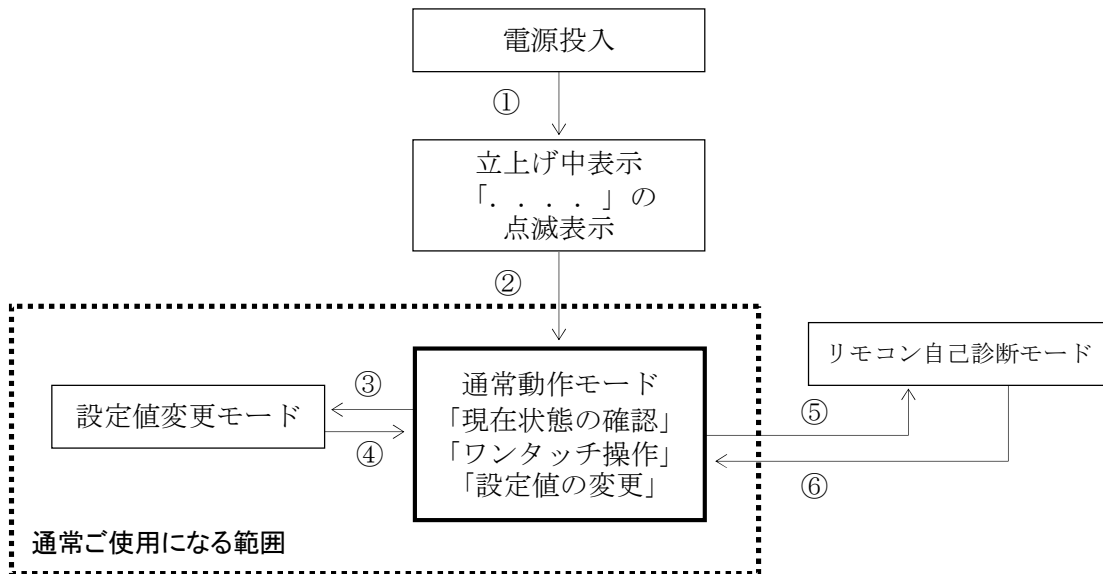 電源投入
①
立上げ中表示
「．．．．」の
点滅表示
②
リモコン自己診断モード
通常動作モード
「現在状態の確認」
「ワンタッチ操作」
「設定値の変更」
③
設定値変更モード
④
⑤
⑥
通常ご使用になる範囲